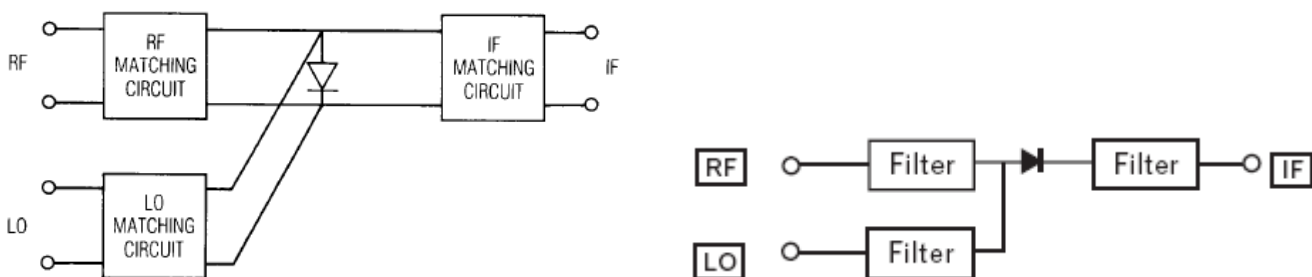 RF
RF
MATCHING
CIRCUIT
IF
MATCHING
CIRCUIT
IF
LO
LO
MATCHING
CIRCUIT
RF
Filter
Filter
IF
LO
Filter